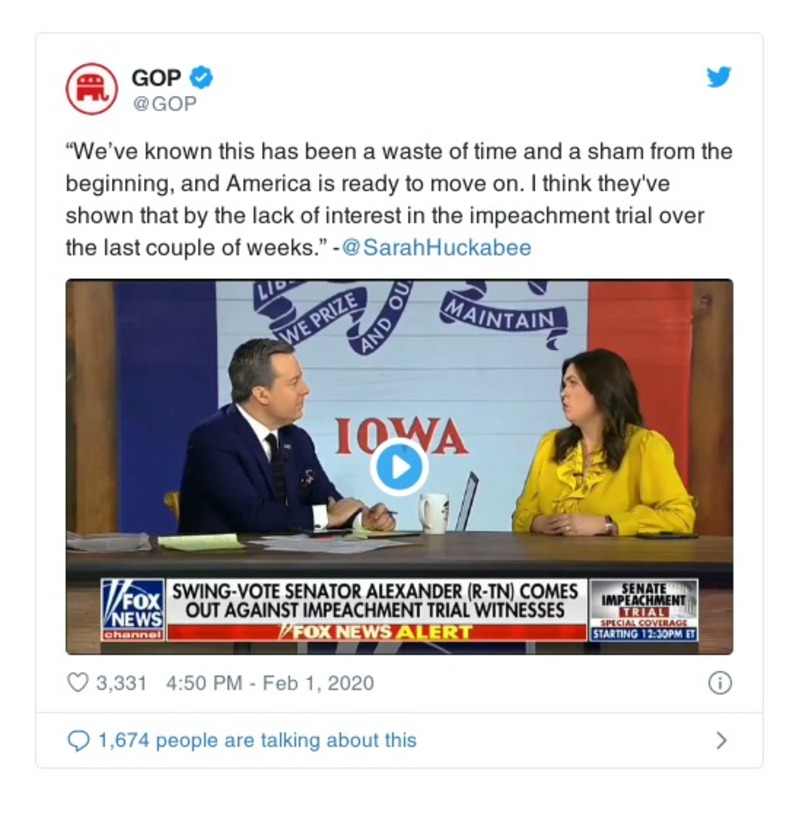 GOP
@GOP
“We’ve known this has been a waste of time and a sham from the
beginning, and America is ready to move on. I think they've
shown that by the lack of interest in the impeachment trial over
the last couple of weeks.” -@SarahHuckabee
WE PRIZE
AND OU
MAINTAIN
IOWA
FOX
NEWS
channel
SWING-VOTE SENATOR ALEXANDER (R-TN) COMES
OUT AGAINST IMPEACHMENT TRIAL WITNESSES
FOX NEWS ALERT
SENATE
IMPEACHMENT
TRIAL
SPECIAL COVERAGE
STARTING 12:30PM ET
3,331 4:50 PM - Feb 1, 2020
1,674 people are talking about this